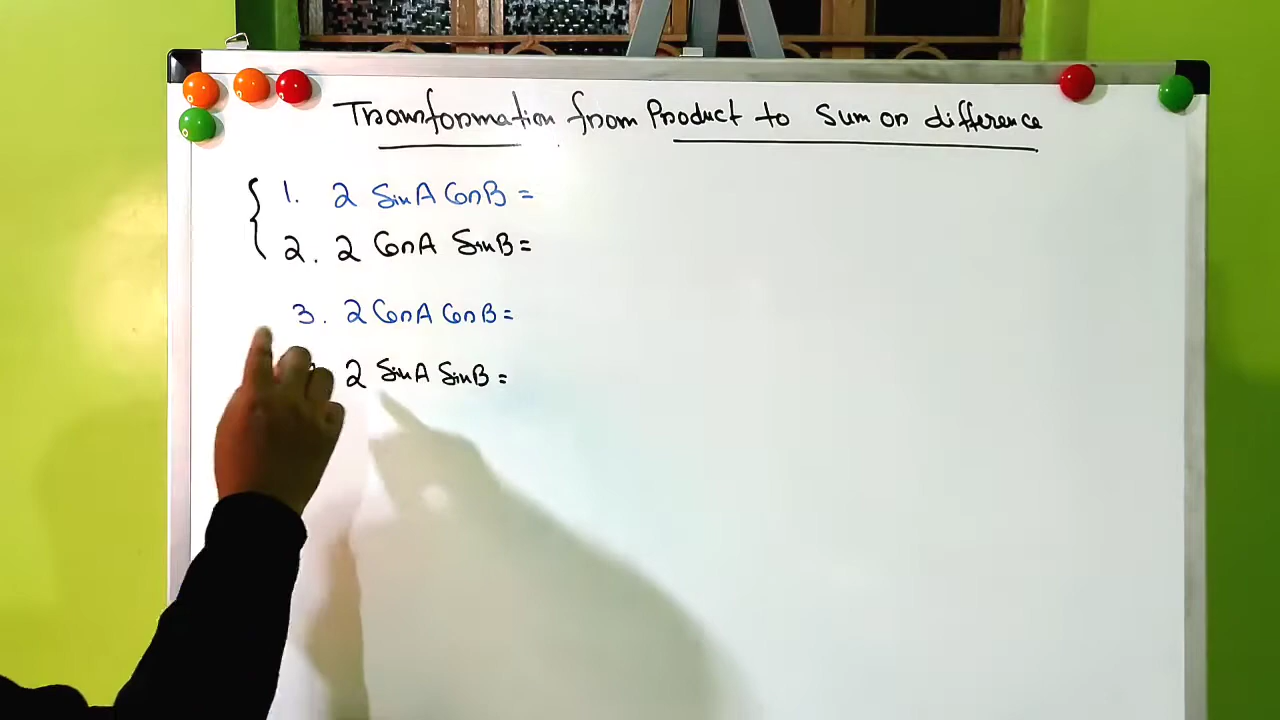 Transformation from Product to Sum or difference
1. 2 SinA CosB =
2. 2 CosA SinB =
3. 2 CosA CosB =
2 SinA SinB =